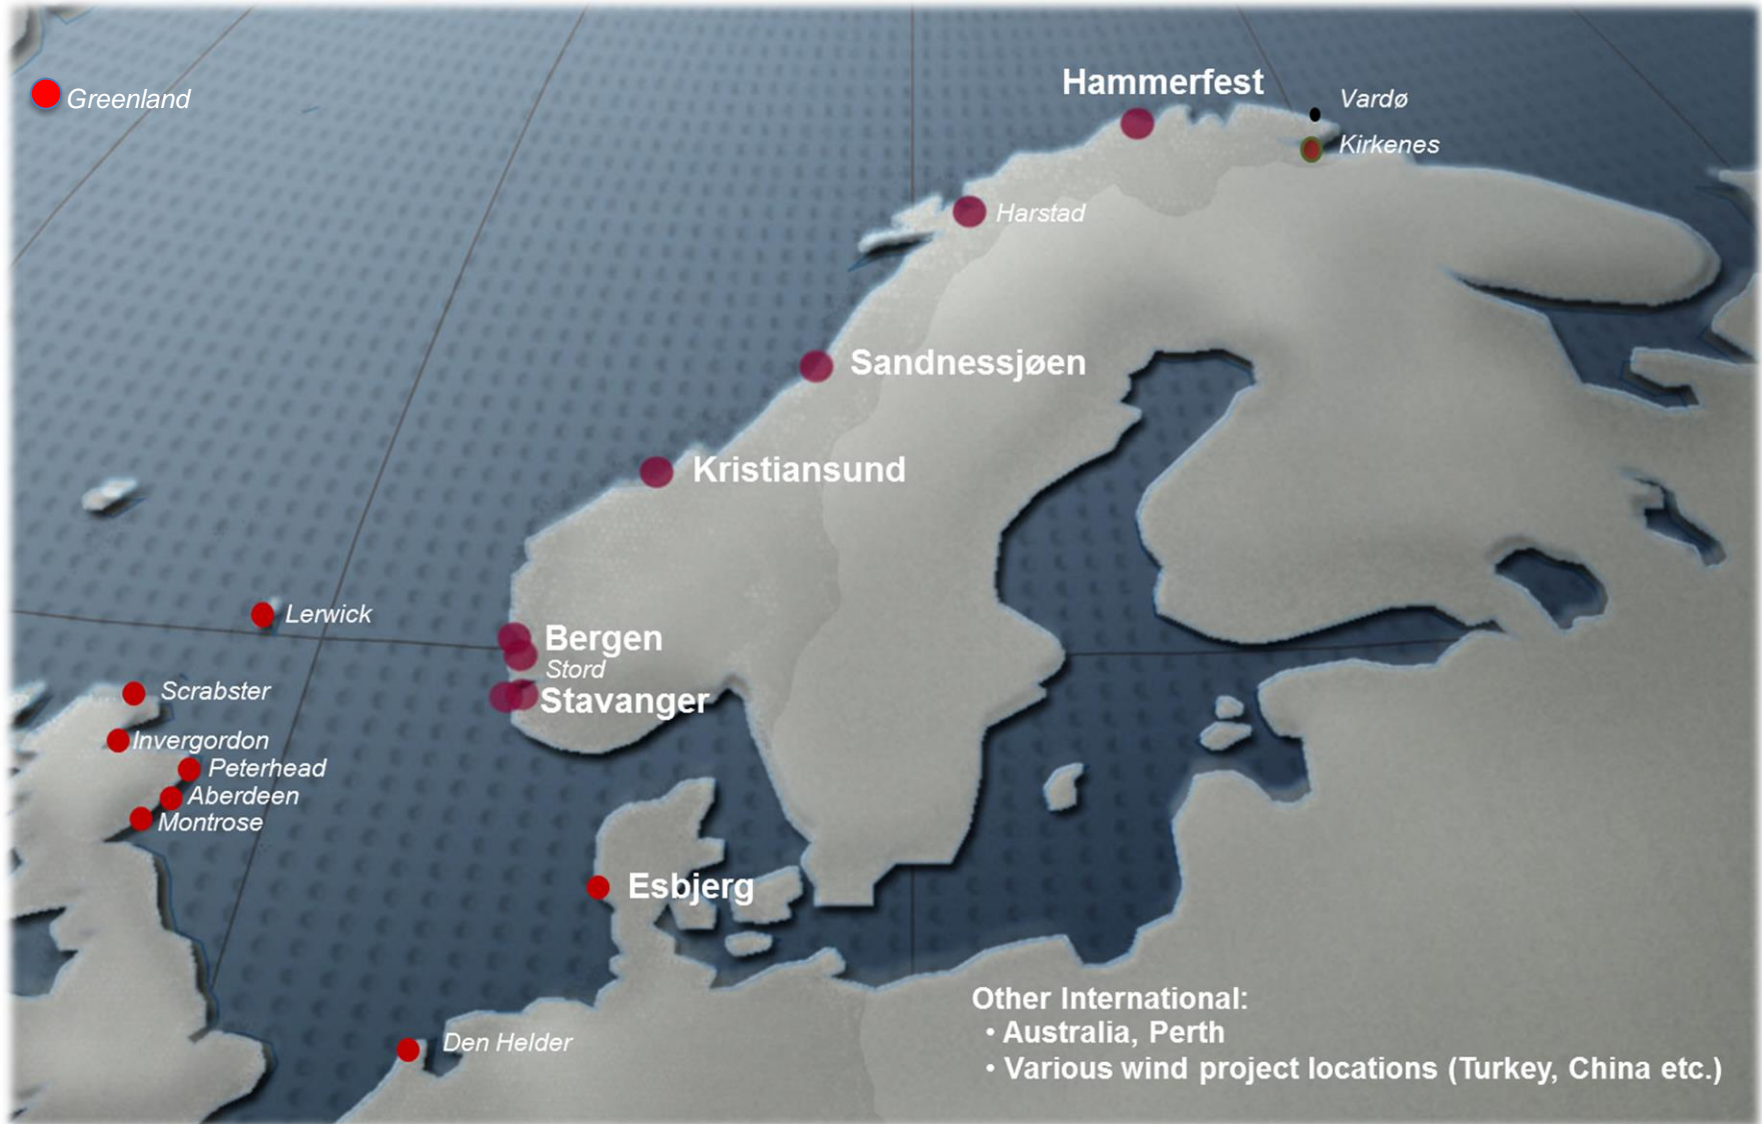 Hammerfest
Greenland
Vardø
Kirkenes
Harstad
Sandnessjøen
Kristiansund
Lerwick
Bergen
Stord
Stavanger
Scrabster
Invergordon
Peterhead
Aberdeen
Montrose
Esbjerg
Den Helder
Other International:
• Australia, Perth
• Various wind project locations (Turkey, China etc.)